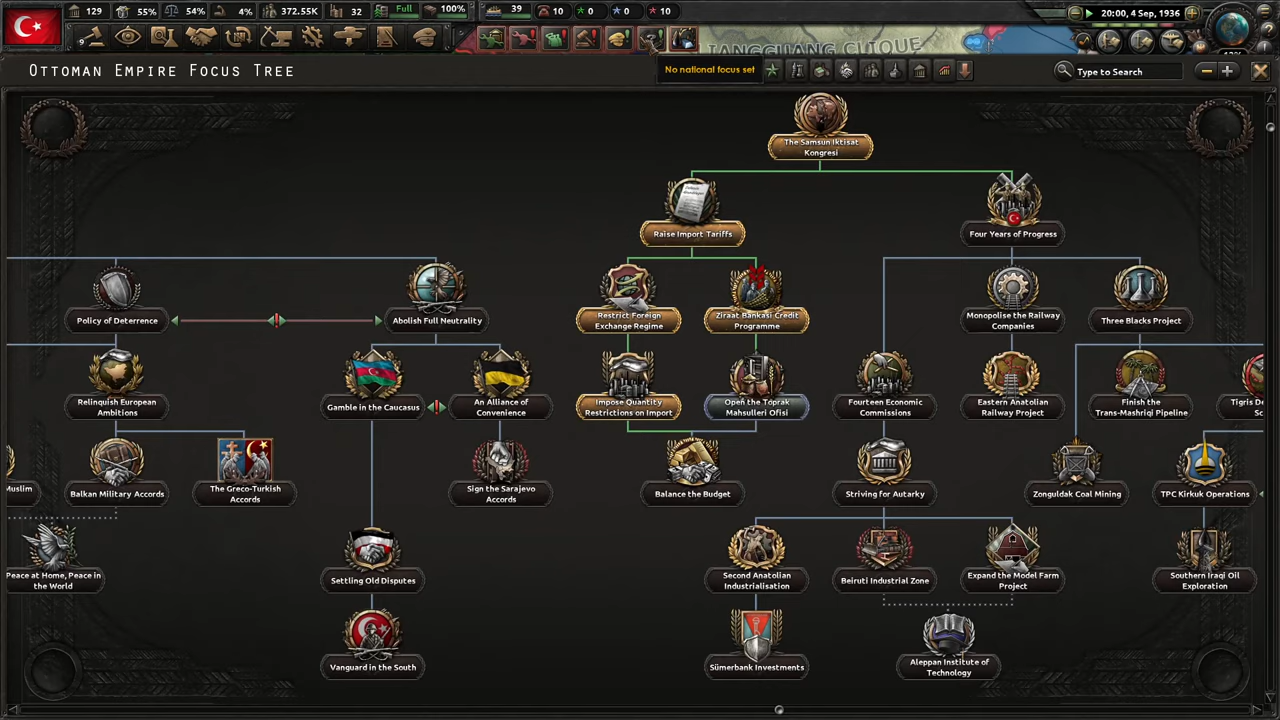 129
55%
54%
4%
372.55K
32
Full
100%
39
10
0
0
10
20:00, 4 Sep, 1936
9
TANGGUANG CLIQUE
OTTOMAN EMPIRE FOCUS TREE
No national focus set
Type to Search
The Samsun Iktisat
Kongresi
Raise Import Tariffs
Four Years of Progress
Policy of Deterrence
Abolish Full Neutrality
Restrict Foreign
Exchange Regime
Ziraat Bankasi Credit
Programme
Monopolise the Railway
Companies
Three Blacks Project
Relinquish European
Ambitions
Gamble in the Caucasus
An Alliance of
Convenience
Impose Quantity
Restrictions on Import
Open the Toprak
Mahsulleri Ofisi
Fourteen Economic
Commissions
Eastern Anatolian
Railway Project
Finish the
Trans-Mashriqi Pipeline
Tigris D
Sc
Muslim
Balkan Military Accords
The Greco-Turkish
Accords
Sign the Sarajevo
Accords
Balance the Budget
Striving for Autarky
Zonguldak Coal Mining
TPC Kirkuk Operations
Peace at Home, Peace in
the World
Settling Old Disputes
Second Anatolian
Industrialisation
Beiruti Industrial Zone
Expand the Model Farm
Project
Southern Iraqi Oil
Exploration
Vanguard in the South
Sümerbank Investments
Aleppan Institute of
Technology